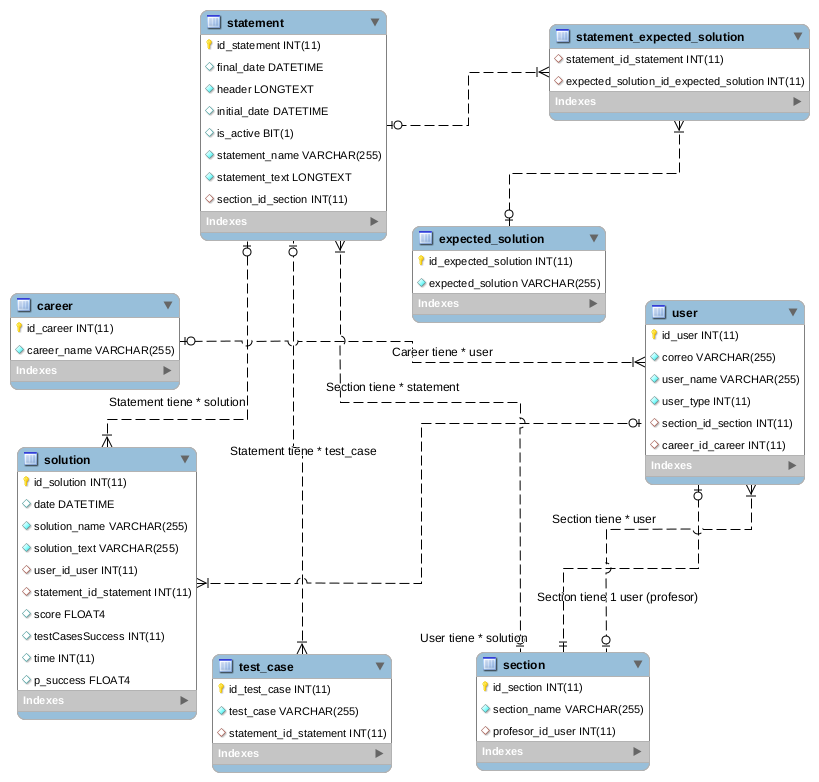 statement
id_statement INT(11)
final_date DATETIME
header LONGTEXT
initial_date DATETIME
is_active BIT(1)
statement_name VARCHAR(255)
statement_text LONGTEXT
section_id_section INT(11)
Indexes
statement_expected_solution
statement_id_statement INT(11)
expected_solution_id_expected_solution INT(11)
Indexes
expected_solution
id_expected_solution INT(11)
expected_solution VARCHAR(255)
Indexes
career
id_career INT(11)
career_name VARCHAR(255)
Indexes
user
id_user INT(11)
correo VARCHAR(255)
user_name VARCHAR(255)
user_type INT(11)
section_id_section INT(11)
career_id_career INT(11)
Indexes
Career tiene * user
Section tiene * statement
Statement tiene * solution
Statement tiene * test_case
solution
id_solution INT(11)
date DATETIME
solution_name VARCHAR(255)
solution_text VARCHAR(255)
user_id_user INT(11)
statement_id_statement INT(11)
score FLOAT4
testCasesSuccess INT(11)
time INT(11)
p_success FLOAT4
Indexes
Section tiene * user
Section tiene 1 user (profesor)
User tiene * solution
test_case
id_test_case INT(11)
test_case VARCHAR(255)
statement_id_statement INT(11)
Indexes
section
id_section INT(11)
section_name VARCHAR(255)
profesor_id_user INT(11)
Indexes